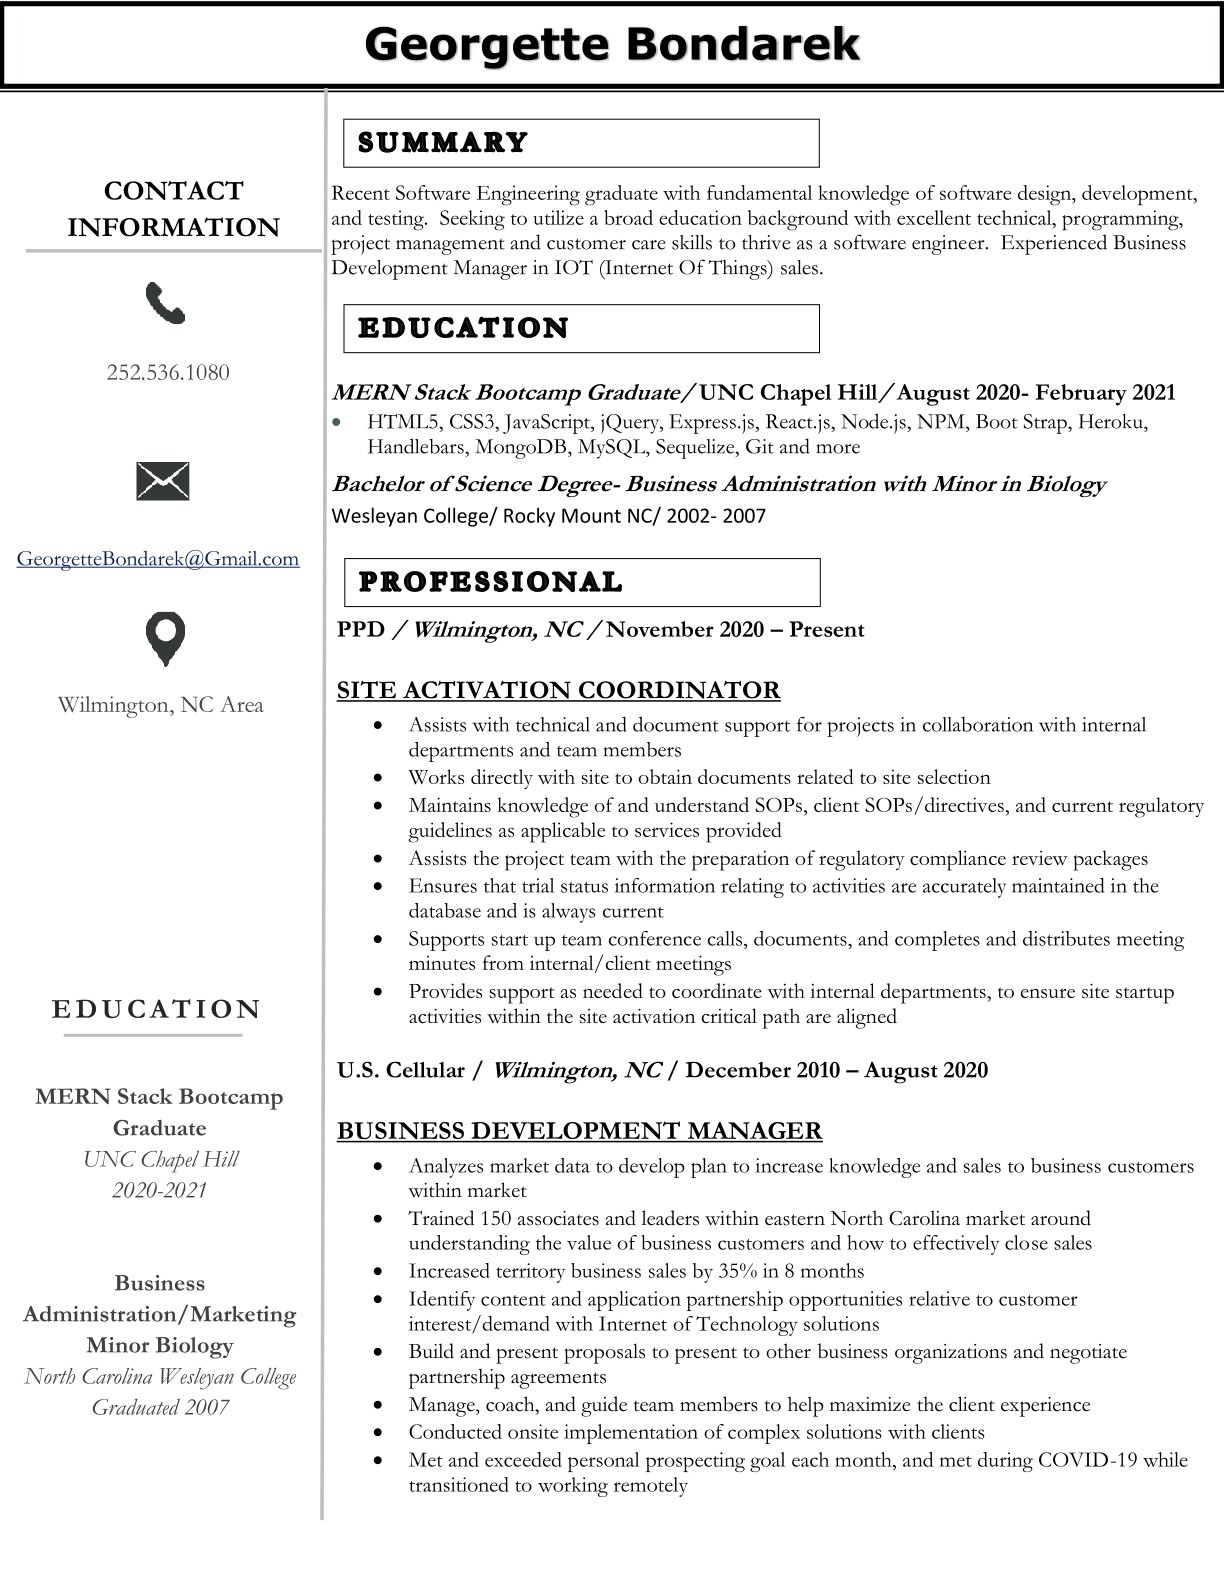 Georgette Bondarek
CONTACT
INFORMATION
252.536.1080
GeorgetteBondarek@Gmail.com
Wilmington, NC Area
EDUCATION
MERN Stack Bootcamp
Graduate
UNC Chapel Hill
2020-2021
Business
Administration/Marketing
Minor Biology
North Carolina Wesleyan College
Graduated 2007
SUMMARY
Recent Software Engineering graduate with fundamental knowledge of software design, development,
and testing.  Seeking to utilize a broad education background with excellent technical, programming,
project management and customer care skills to thrive as a software engineer.  Experienced Business
Development Manager in IOT (Internet Of Things) sales.
EDUCATION
MERN Stack Bootcamp Graduate/ UNC Chapel Hill/ August 2020- February 2021
• HTML5, CSS3, JavaScript, jQuery, Express.js, React.js, Node.js, NPM, Boot Strap, Heroku,
Handlebars, MongoDB, MySQL, Sequelize, Git and more
Bachelor of Science Degree- Business Administration with Minor in Biology
Wesleyan College/ Rocky Mount NC/ 2002- 2007
PROFESSIONAL
PPD / Wilmington, NC / November 2020 – Present
SITE ACTIVATION COORDINATOR
• Assists with technical and document support for projects in collaboration with internal
departments and team members
• Works directly with site to obtain documents related to site selection
• Maintains knowledge of and understand SOPs, client SOPs/directives, and current regulatory
guidelines as applicable to services provided
• Assists the project team with the preparation of regulatory compliance review packages
• Ensures that trial status information relating to activities are accurately maintained in the
database and is always current
• Supports start up team conference calls, documents, and completes and distributes meeting
minutes from internal/client meetings
• Provides support as needed to coordinate with internal departments, to ensure site startup
activities within the site activation critical path are aligned
U.S. Cellular / Wilmington, NC / December 2010 – August 2020
BUSINESS DEVELOPMENT MANAGER
• Analyzes market data to develop plan to increase knowledge and sales to business customers
within market
• Trained 150 associates and leaders within eastern North Carolina market around
understanding the value of business customers and how to effectively close sales
• Increased territory business sales by 35% in 8 months
• Identify content and application partnership opportunities relative to customer
interest/demand with Internet of Technology solutions
• Build and present proposals to present to other business organizations and negotiate
partnership agreements
• Manage, coach, and guide team members to help maximize the client experience
• Conducted onsite implementation of complex solutions with clients
• Met and exceeded personal prospecting goal each month, and met during COVID-19 while
transitioned to working remotely